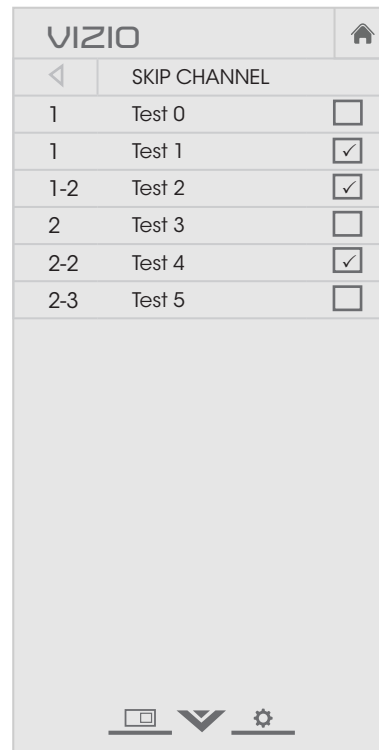 VIZIO
SKIP CHANNEL
1 Test 0
1 Test 1
1-2 Test 2
2 Test 3
2-2 Test 4
2-3 Test 5